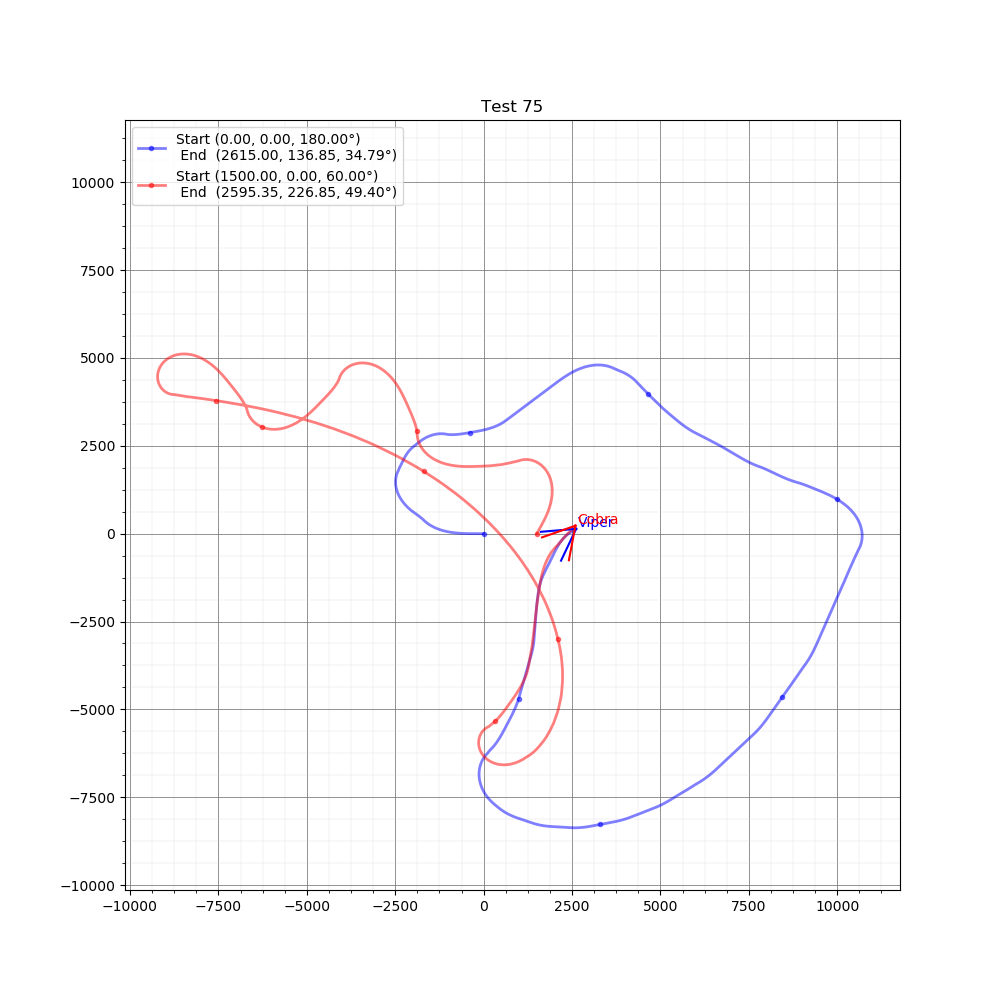 Test 75
Start (0.00, 0.00, 180.00°)
End  (2615.00, 136.85, 34.79°)
Start (1500.00, 0.00, 60.00°)
End  (2595.35, 226.85, 49.40°)
10000
7500
5000
2500
0
−2500
−5000
−7500
−10000
Cobra
Viper
−10000 −7500 −5000 −2500 0 2500 5000 7500 10000